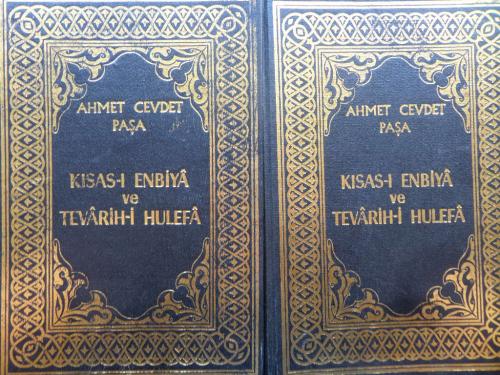 AHMET CEVDET
PAŞA
KISAS-I ENBİYÂ
ve
TEVÂRİH-İ HULEFÂ
AHMET CEVDET
PAŞA
KISAS-I ENBİYÂ
ve
TEVÂRİH-İ HULEFÂ